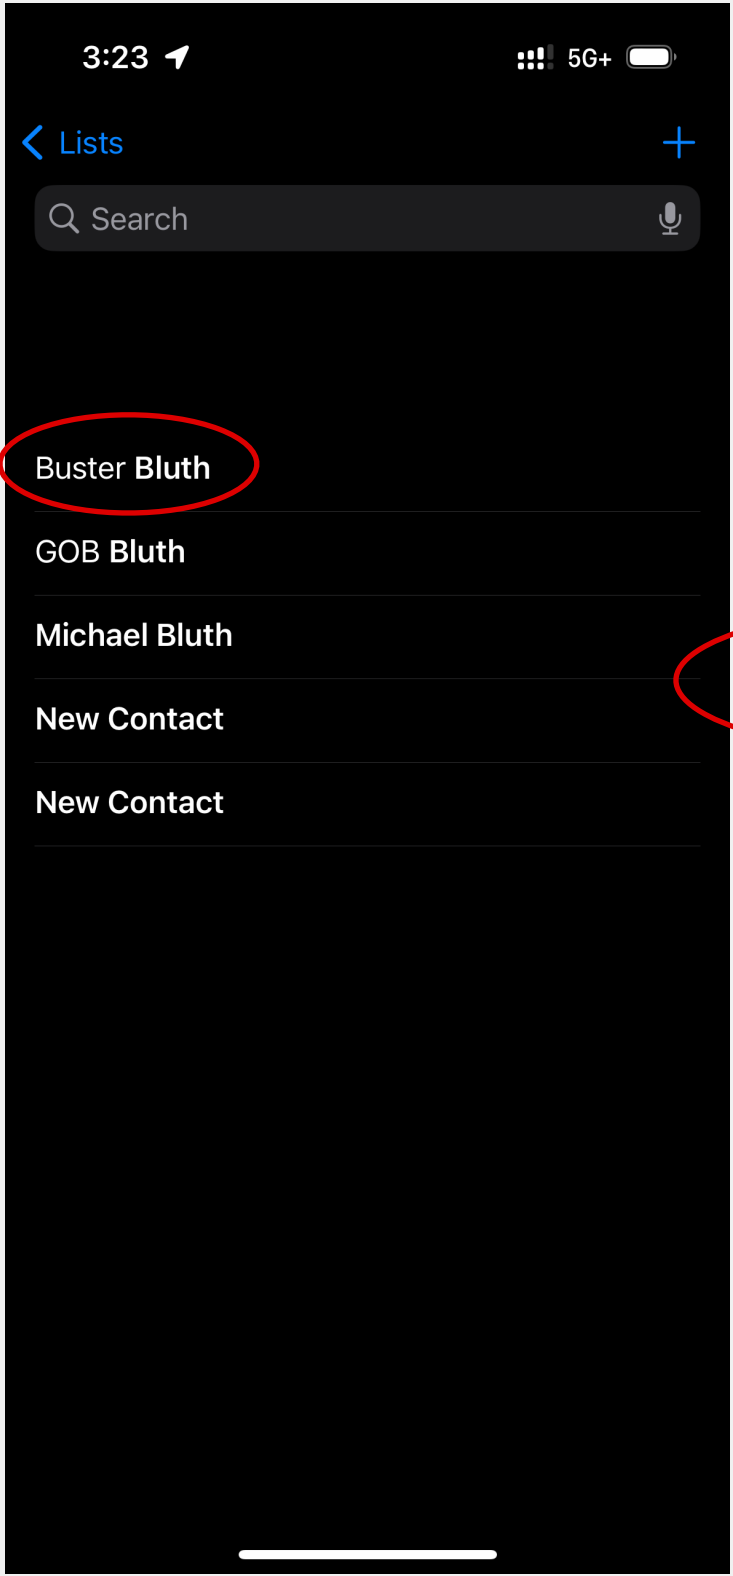 3:23 5G+
Lists
Search
Buster Bluth
GOB Bluth
Michael Bluth
New Contact
New Contact